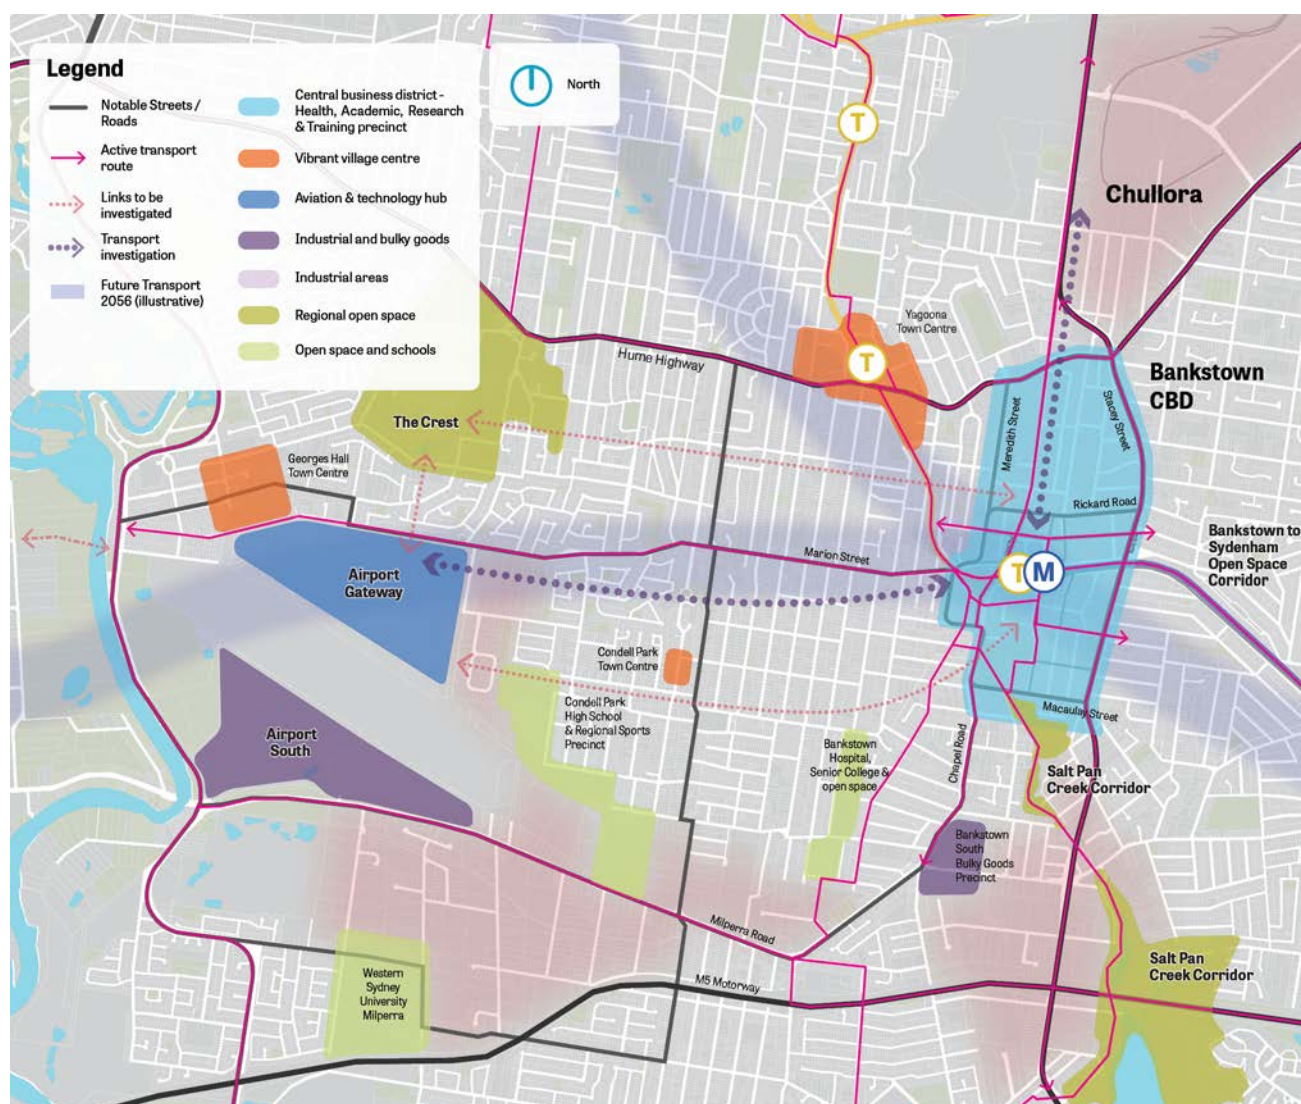 Legend
Notable Streets /
Roads
Active transport
route
Links to be
investigated
Transport
investigation
Future Transport
2056 (illustrative)
Central business district -
Health, Academic, Research
& Training precinct
Vibrant village centre
Aviation & technology hub
Industrial and bulky goods
Industrial areas
Regional open space
Open space and schools
North
T
Chullora
Yagoona
Town Centre
T
Hume Highway
Bankstown
CBD
Meredith Street
Stacey Street
The Crest
Georges Hall
Town Centre
Rickard Road
Marion Street
Bankstown to
Sydenham
Open Space
Corridor
T
M
Airport
Gateway
Condell Park
Town Centre
Condell Park
High School
& Regional Sports
Precinct
Macaulay Street
Airport
South
Bankstown
Hospital,
Senior College &
open space
Chapel Road
Salt Pan
Creek Corridor
Bankstown
South
Bulky Goods
Precinct
Milperra Road
M5 Motorway
Western
Sydney
University
Milperra
Salt Pan
Creek Corridor